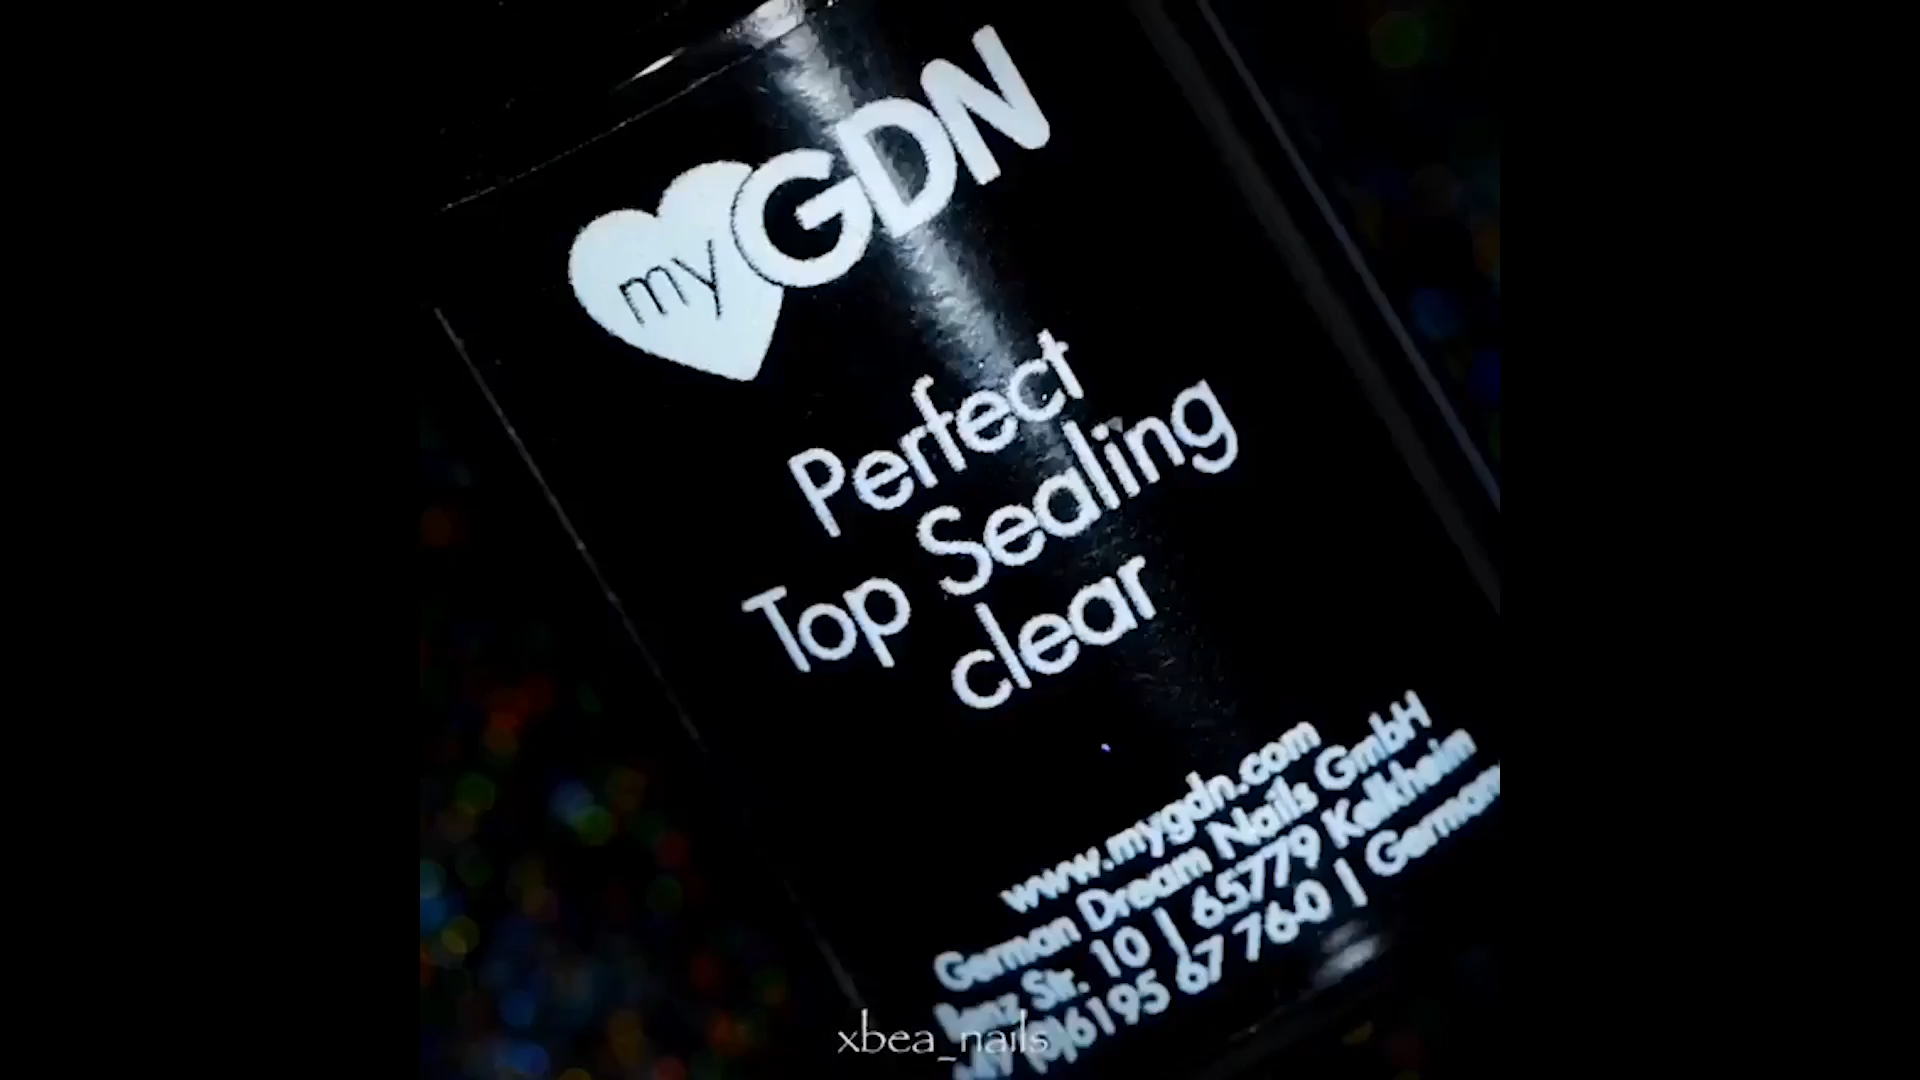 my GDN
Perfect
Top Sealing
clear
www.mygdn.com
German Dream Nails GmbH
Str. 10 | 65779 Kelkheim
(0)6195 67 760 |
xbea_nails